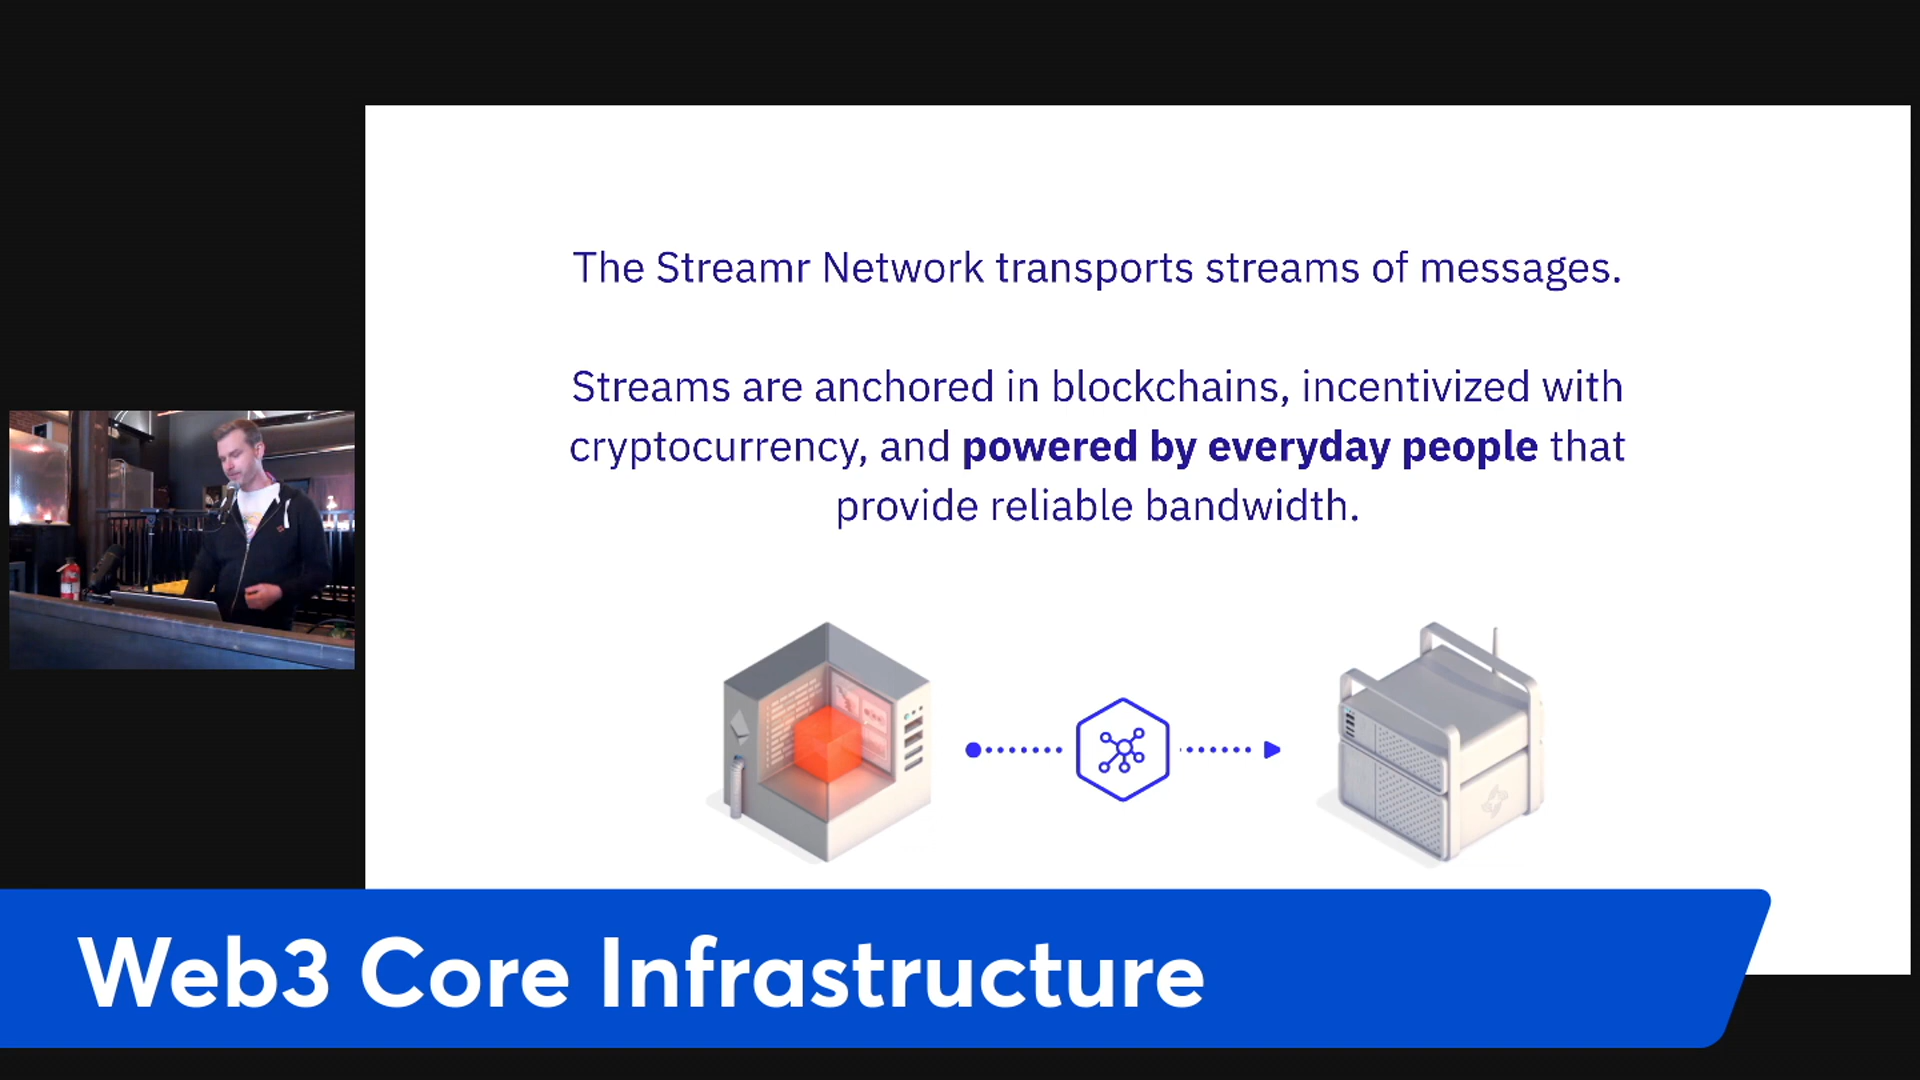 The Streamr Network transports streams of messages.
Streams are anchored in blockchains, incentivized with
cryptocurrency, and powered by everyday people that
provide reliable bandwidth.
Web3 Core Infrastructure